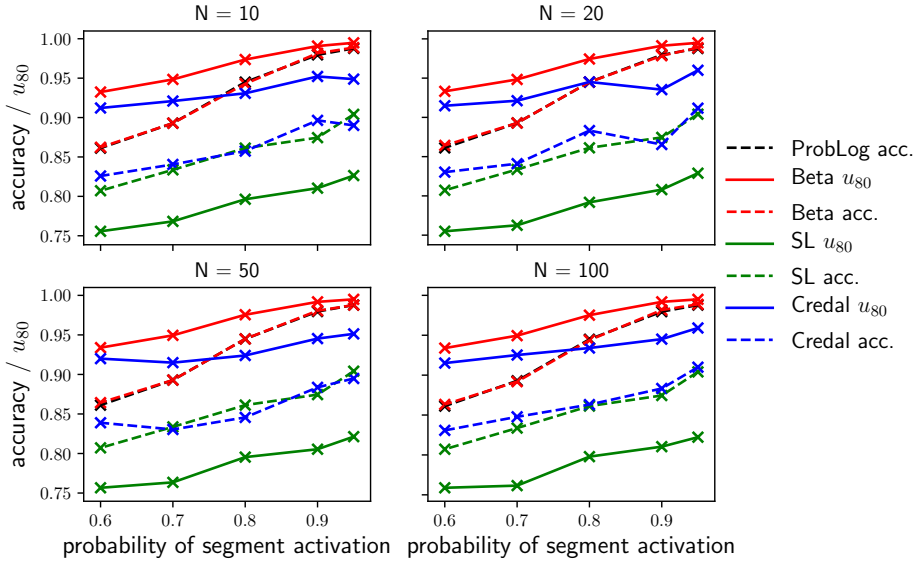 N = 10
N = 20
1.00
0.95
0.90
0.85
0.80
0.75
accuracy / u80
N = 50
N = 100
1.00
0.95
0.90
0.85
0.80
0.75
accuracy / u80
0.6 0.7 0.8 0.9
0.6 0.7 0.8 0.9
probability of segment activation
probability of segment activation
ProbLog acc.
Beta u80
Beta acc.
SL u80
SL acc.
Credal u80
Credal acc.